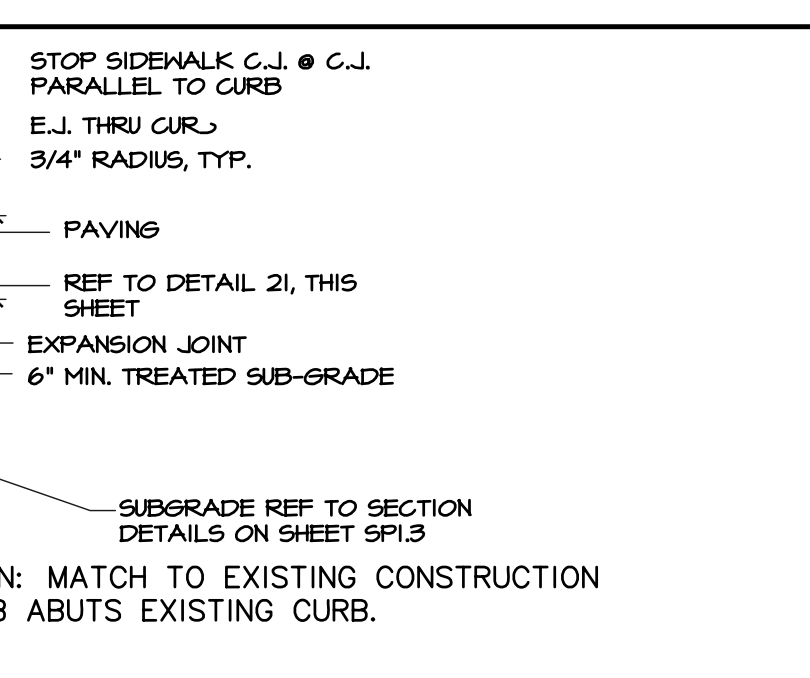 STOP SIDEWALK C.J. @ C.J.
PARALLEL TO CURB
E.J. THRU
3/4" RADIUS, TYP.
PAVING
REF TO DETAIL 21, THIS
SHEET
EXPANSION JOINT
6" MIN. TREATED SUB-GRADE
SUBGRADE REF TO SECTION
DETAILS ON SHEET SP1.3
MATCH TO EXISTING CONSTRUCTION
ABUTS EXISTING CURB.